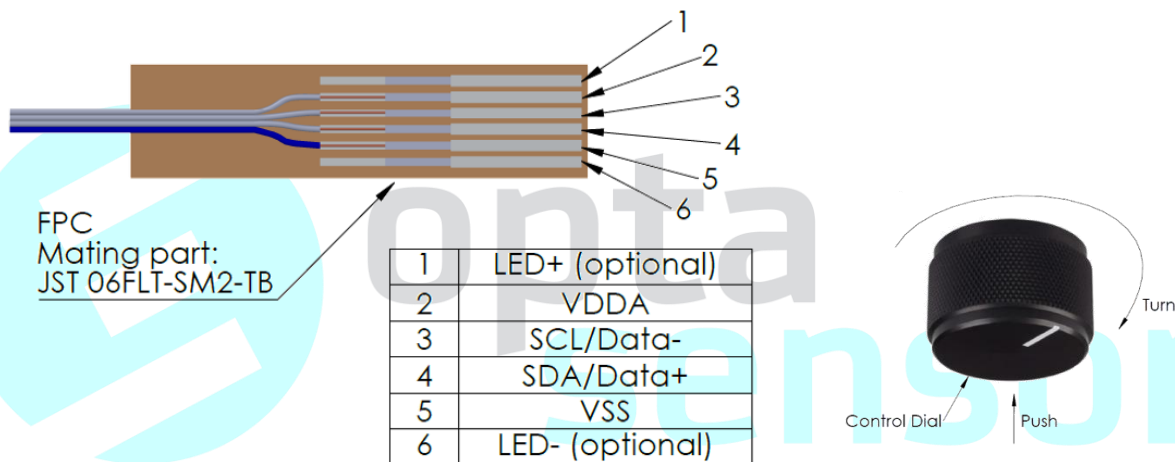 1
2
3
4
5
6
FPC
Mating part:
JST 06FLT-SM2-TB
1 LED+ (optional)
2 VDDA
3 SCL/Data-
4 SDA/Data+
5 VSS
6 LED- (optional)
Turn
Control Dial
Push
opta
sensor